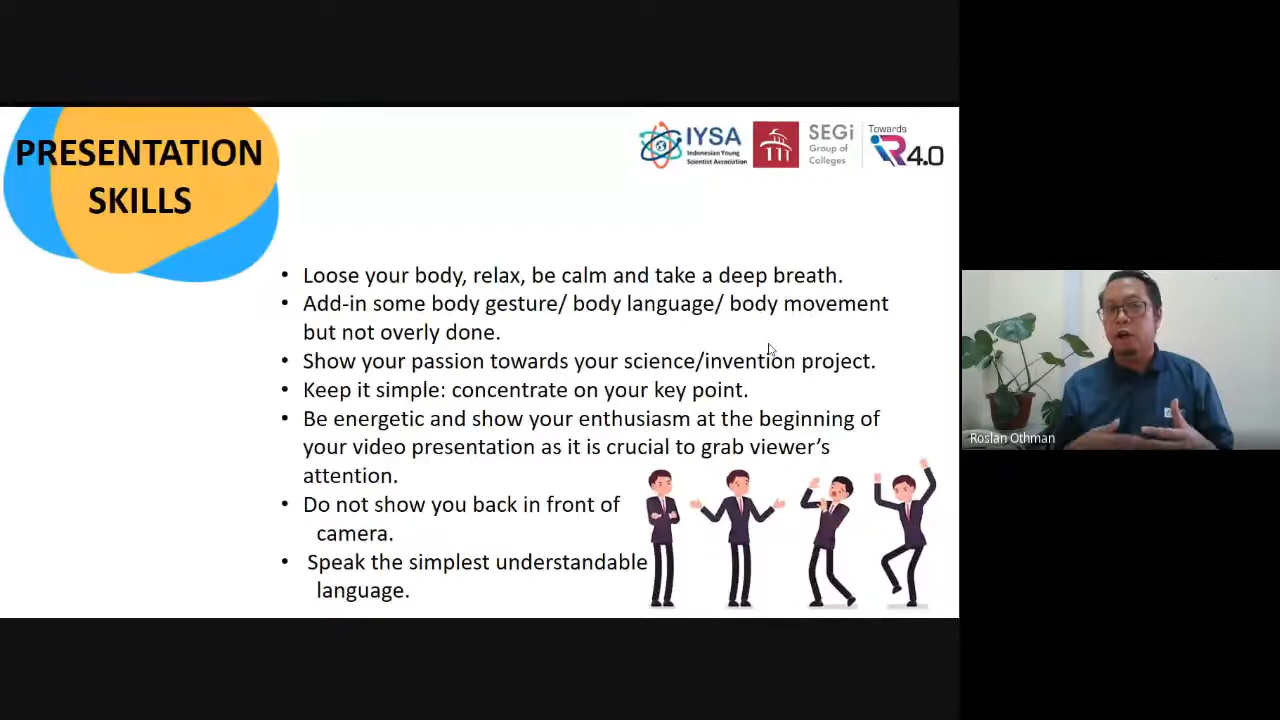 PRESENTATION
SKILLS
IYSA
Indonesian Young
Scientist Association
SEGi
Group of
Colleges
Towards
IR4.0
• Loose your body, relax, be calm and take a deep breath.
• Add-in some body gesture/ body language/ body movement
but not overly done.
• Show your passion towards your science/invention project.
• Keep it simple: concentrate on your key point.
• Be energetic and show your enthusiasm at the beginning of
your video presentation as it is crucial to grab viewer’s
attention.
• Do not show you back in front of
camera.
• Speak the simplest understandable
language.
Roslan Othman